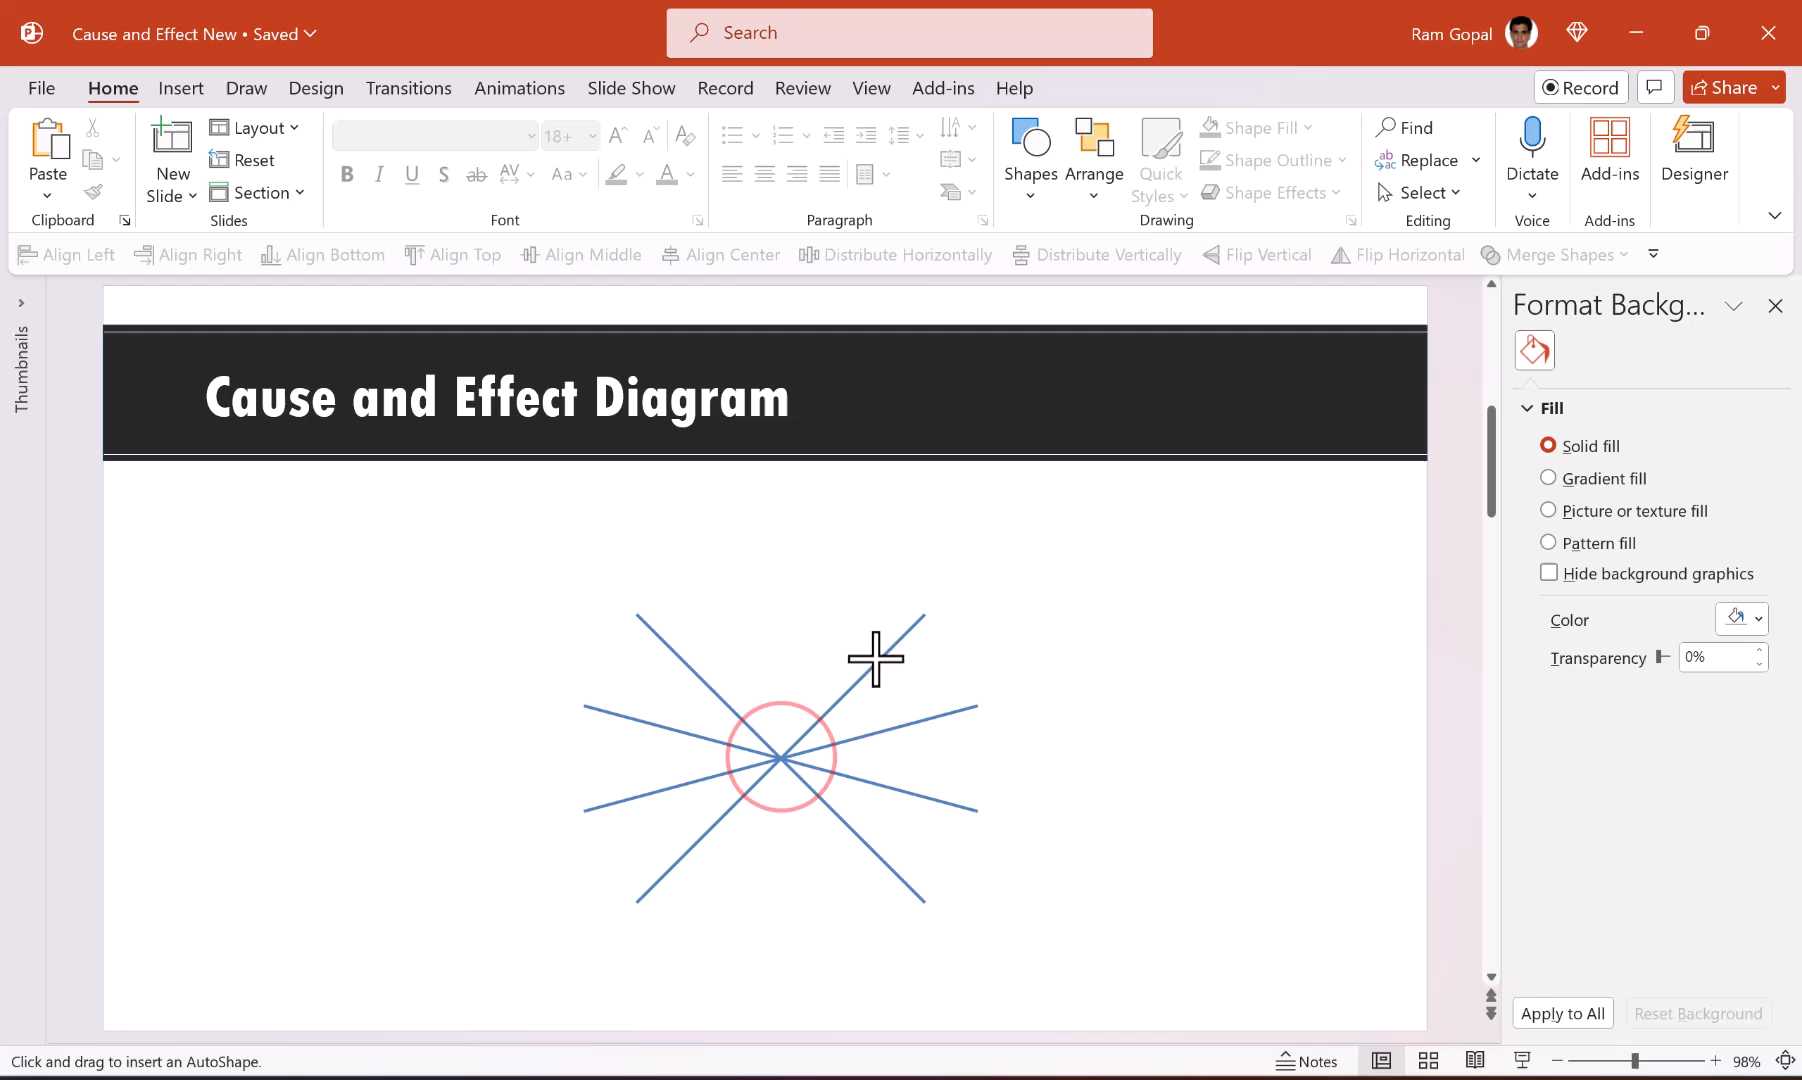 Cause and Effect New • Saved
Search
Ram Gopal
File Home Insert Draw Design Transitions Animations Slide Show Record Review View Add-ins Help
Record
Share
Paste
Clipboard
New
Slide
Layout
Reset
Section
Slides
18+
B I U S ab AV Aa A
Font
Paragraph
Shapes
Arrange
Quick
Styles
Shape Fill
Shape Outline
Shape Effects
Drawing
Find
Replace
Select
Editing
Dictate
Voice
Add-ins
Add-ins
Designer
Align Left Align Right Align Bottom Align Top Align Middle Align Center Distribute Horizontally Distribute Vertically Flip Vertical Flip Horizontal Merge Shapes
Thumbnails
Cause and Effect Diagram
Format Backg...
Fill
Solid fill
Gradient fill
Picture or texture fill
Pattern fill
Hide background graphics
Color
Transparency 0%
Apply to All
Reset Background
Click and drag to insert an AutoShape.
Notes
98%